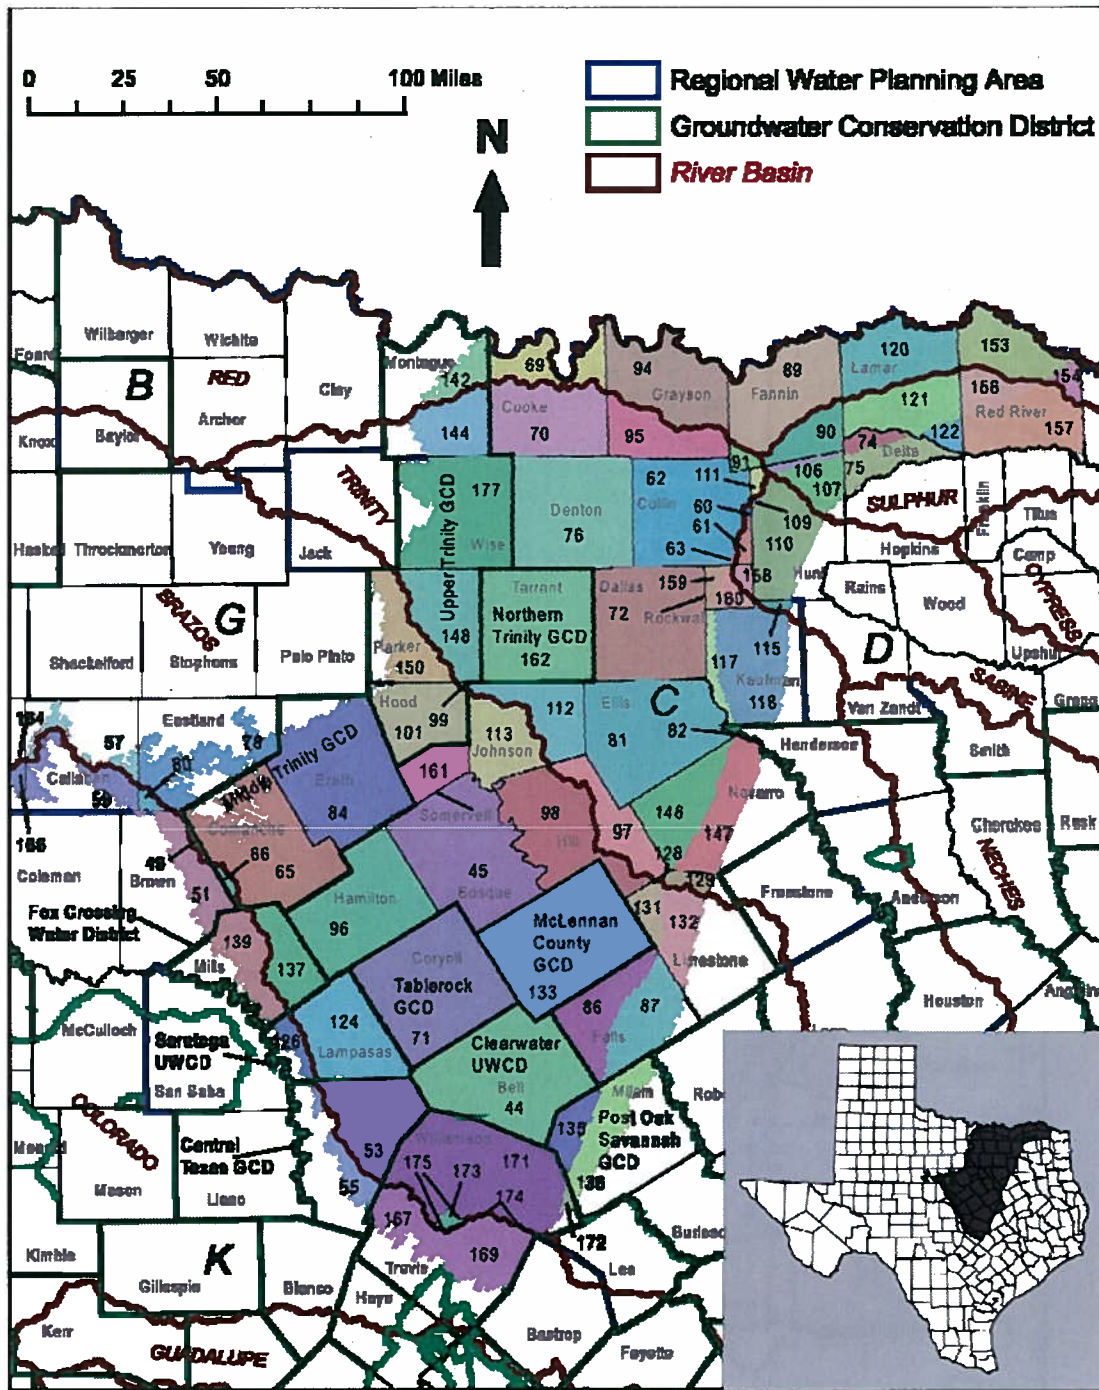 0 25 50 100 Miles
Regional Water Planning Area
Groundwater Conservation District
River Basin
N
Wilbarger
Wichita
Foard
Clay
Montague
B
RED
Archer
Knox
Baylor
142
69
94
89
120
153
154
Cooke
Grayson
Fannin
Lamar
156
Red River
144
70
95
90
121
122
157
74
Delta
91
106
75
107
TRINITY
Upper Trinity GCD
177
Wise
Denton
76
62
Collin
111
60
61
63
109
110
Hunt
158
SULPHUR
Franklin
Titus
Hopkins
Camp
CYPRESS
Haskell
Throckmorton
Young
Jack
Rains
Wood
Upshur
BRAZOS
G
Shackelford
Stephens
Palo Pinto
Parker
150
148
Tarrant
Northern
Trinity GCD
162
Dallas
72
159
Rockwall
160
117
115
Kaufman
118
D
Van Zandt
SABINE
Gregg
Smith
Hood
99
101
Johnson
113
112
Ellis
C
81
82
Henderson
Eastland
57
80
78
Callahan
Middle Trinity GCD
Erath
84
161
Somervell
98
Hill
97
146
Navarro
147
128
129
Cherokee
Rusk
NECHES
166
Coleman
49
Brown
51
Comanche
66
65
45
Bosque
Hamilton
96
Freestone
Anderson
Fox Crossing
Water District
139
Mills
137
McLennan
County
GCD
133
131
132
Limestone
Houston
Coryell
Tablerock
GCD
71
86
Falls
87
McCulloch
Saratoga
UWCD
San Saba
126
124
Lampasas
Clearwater
UWCD
Bell
44
Milam
135
Post Oak
Savannah
GCD
136
COLORADO
Mason
Central
Texas GCD
Llano
53
55
Williamson
175
173
171
174
172
167
169
Travis
Burleson
Lee
Kimble
K
Gillespie
Blanco
Hays
Bastrop
Fayette
Kerr
GUADALUPE